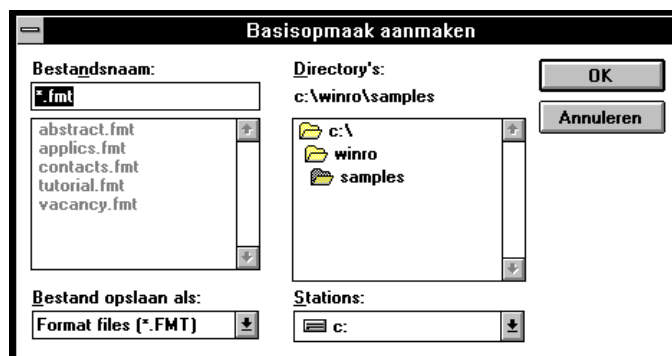 Basisopmaak aanmaken
Bestandsnaam:
*.fmt
abstract.fmt
applics.fmt
contacts.fmt
tutorial.fmt
vacancy.fmt
Bestand opslaan als:
Format files (*.FMT)
Directory's:
c:\winro\samples
c:\
winro
samples
Stations:
c:
OK
Annuleren